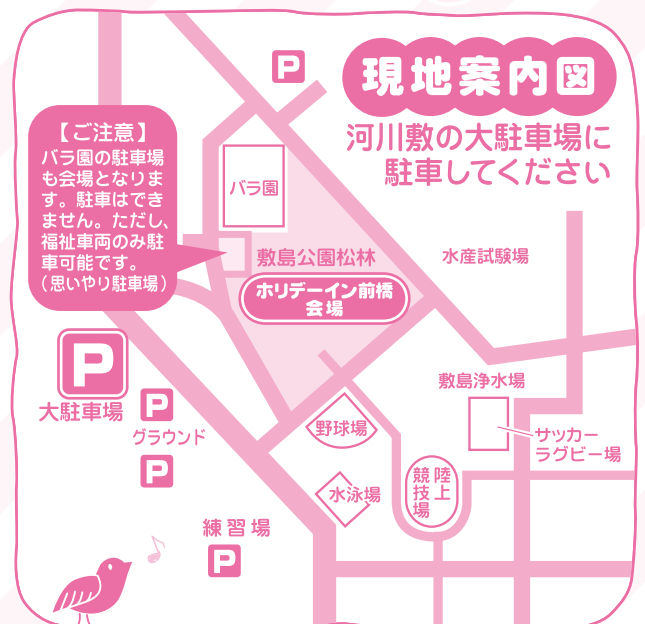 現地案内図
河川敷の大駐車場に
駐車してください
P
【ご注意】
バラ園の駐車場
も会場となりま
す。駐車はでき
ません。ただし、
福祉車両のみ駐
車可能です。
（思いやり駐車場）
バラ園
敷島公園松林
水産試験場
ホリデーイン前橋
会場
P
大駐車場
P
グラウンド
P
野球場
敷島浄水場
サッカー
ラグビー場
水泳場
陸上
競技場
練習場
P